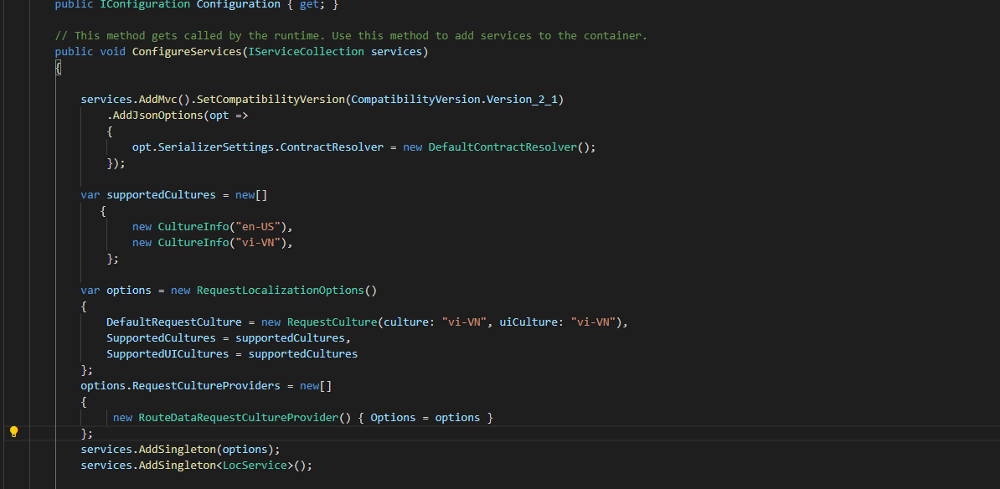 public IConfiguration Configuration { get; }
// This method gets called by the runtime. Use this method to add services to the container.
public void ConfigureServices(IServiceCollection services)
{
services.AddMvc().SetCompatibilityVersion(CompatibilityVersion.Version_2_1)
.AddJsonOptions(opt =>
{
opt.SerializerSettings.ContractResolver = new DefaultContractResolver();
});
var supportedCultures = new[]
{
new CultureInfo("en-US"),
new CultureInfo("vi-VN"),
};
var options = new RequestLocalizationOptions()
{
DefaultRequestCulture = new RequestCulture(culture: "vi-VN", uiCulture: "vi-VN"),
SupportedCultures = supportedCultures,
SupportedUICultures = supportedCultures
};
options.RequestCultureProviders = new[]
{
new RouteDataRequestCultureProvider() { Options = options }
};
services.AddSingleton(options);
services.AddSingleton<LocService>();